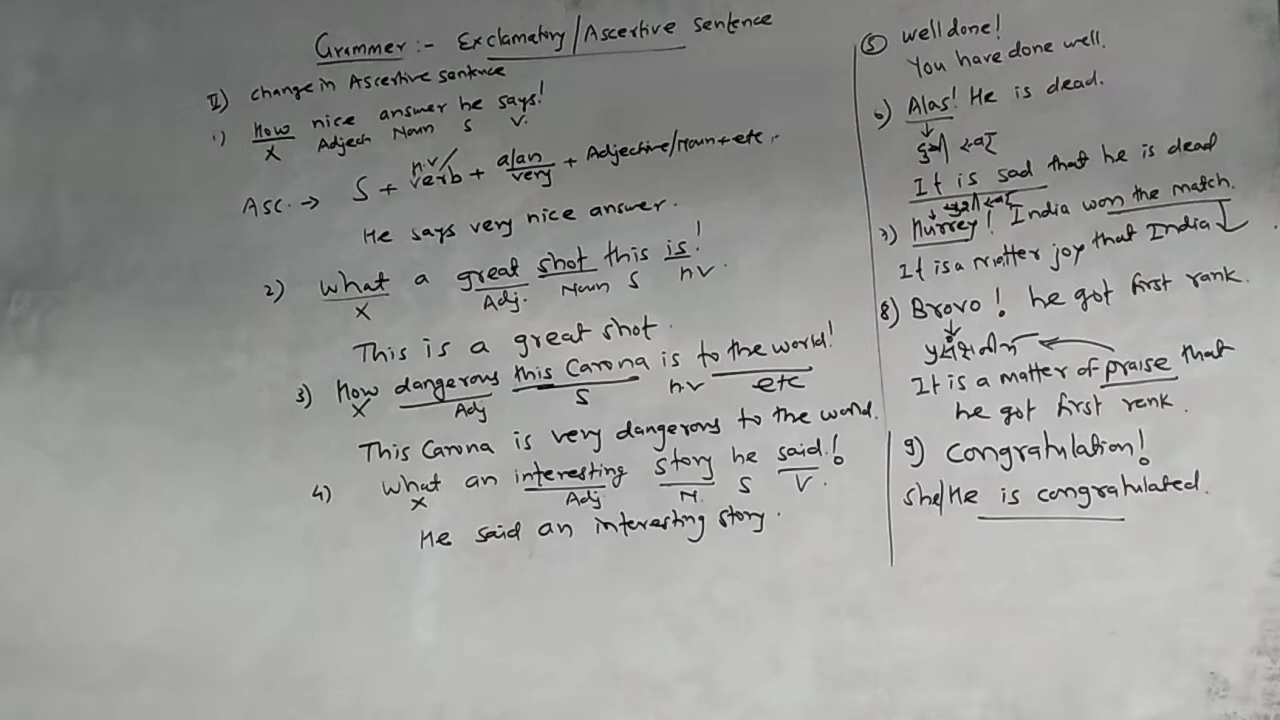 Grammer :- Exclamatory/Ascertive sentence
II) change in Ascertive sentence
1) How nice answer he says!
X Adjech Noun S V.
Asc. → S + h.v/verb + a/an/very + Adjective/Noun + etc.
He says very nice answer.
2) What a great shot this is!
X Adj. Noun S hv
This is a great shot.
3) How dangerous this Carona is to the world!
X Adj S h.v etc
This Carona is very dangerous to the world.
4) What an interesting story he said!
X Adj N. S V.
He said an interesting story.
5) well done!
You have done well.
6) Alas! He is dead.
↓
It is sad that he is dead
7) Hurrey! India won the match.
It is a matter joy that India ↓
8) Brovo! he got first rank.
↓
It is a matter of praise that
he got first rank.
9) Congratulation!
She/He is congratulated.